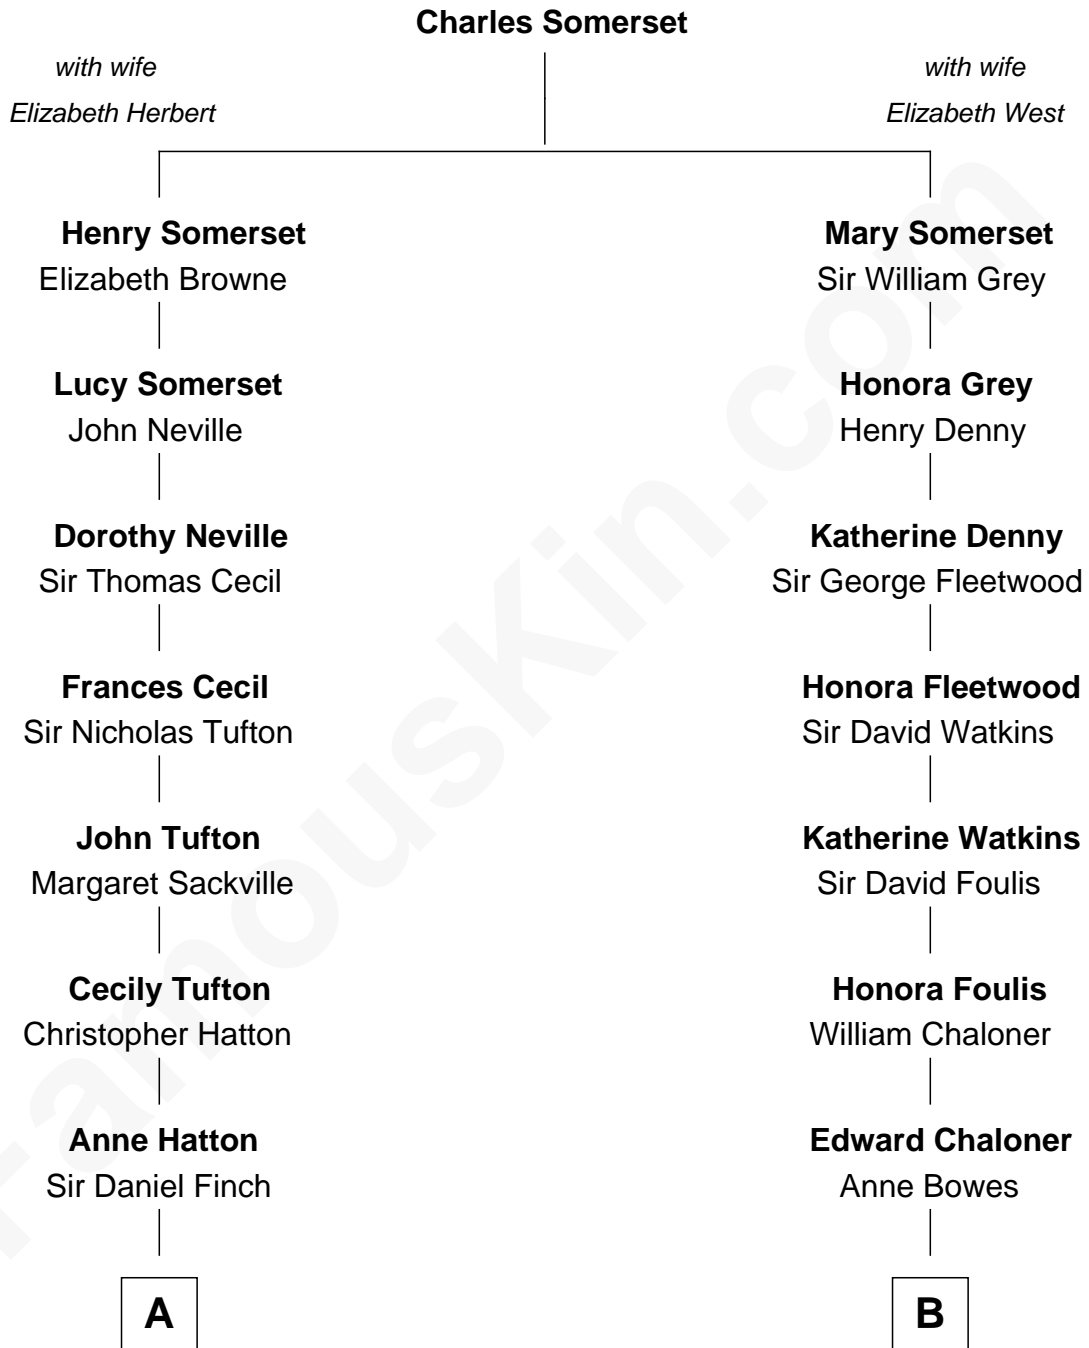 Charles Somerset
with wife
Elizabeth Herbert
with wife
Elizabeth West
Henry Somerset
Elizabeth Browne
Mary Somerset
Sir William Grey
Lucy Somerset
John Neville
Honora Grey
Henry Denny
Dorothy Neville
Sir Thomas Cecil
Katherine Denny
Sir George Fleetwood
Frances Cecil
Sir Nicholas Tufton
Honora Fleetwood
Sir David Watkins
John Tufton
Margaret Sackville
Katherine Watkins
Sir David Foulis
Cecily Tufton
Christopher Hatton
Honora Foulis
William Chaloner
Anne Hatton
Sir Daniel Finch
Edward Chaloner
Anne Bowes
A
B
FamousKin.com